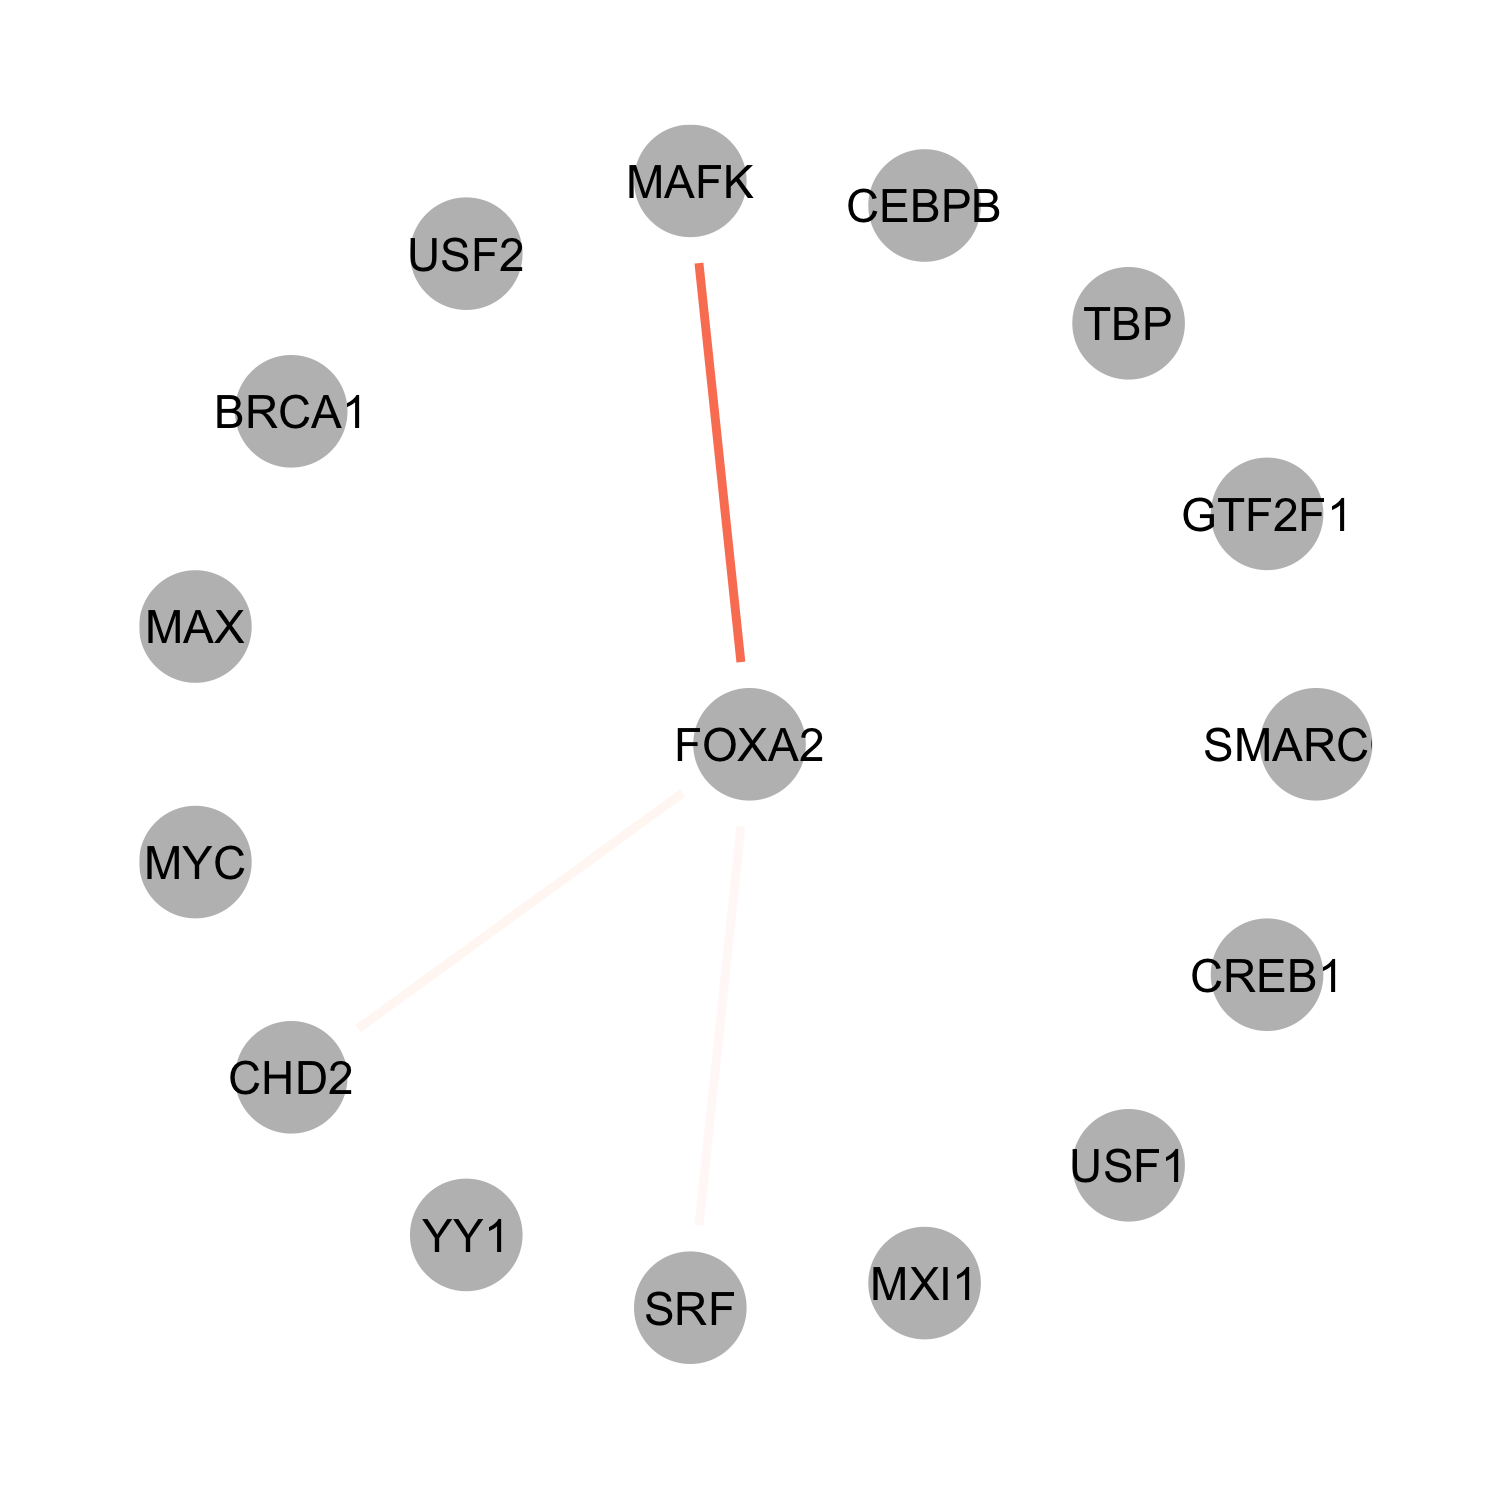 MAFK
CEBPB
USF2
TBP
BRCA1
GTF2F1
MAX
FOXA2
SMARC
MYC
CREB1
CHD2
USF1
YY1
MXI1
SRF